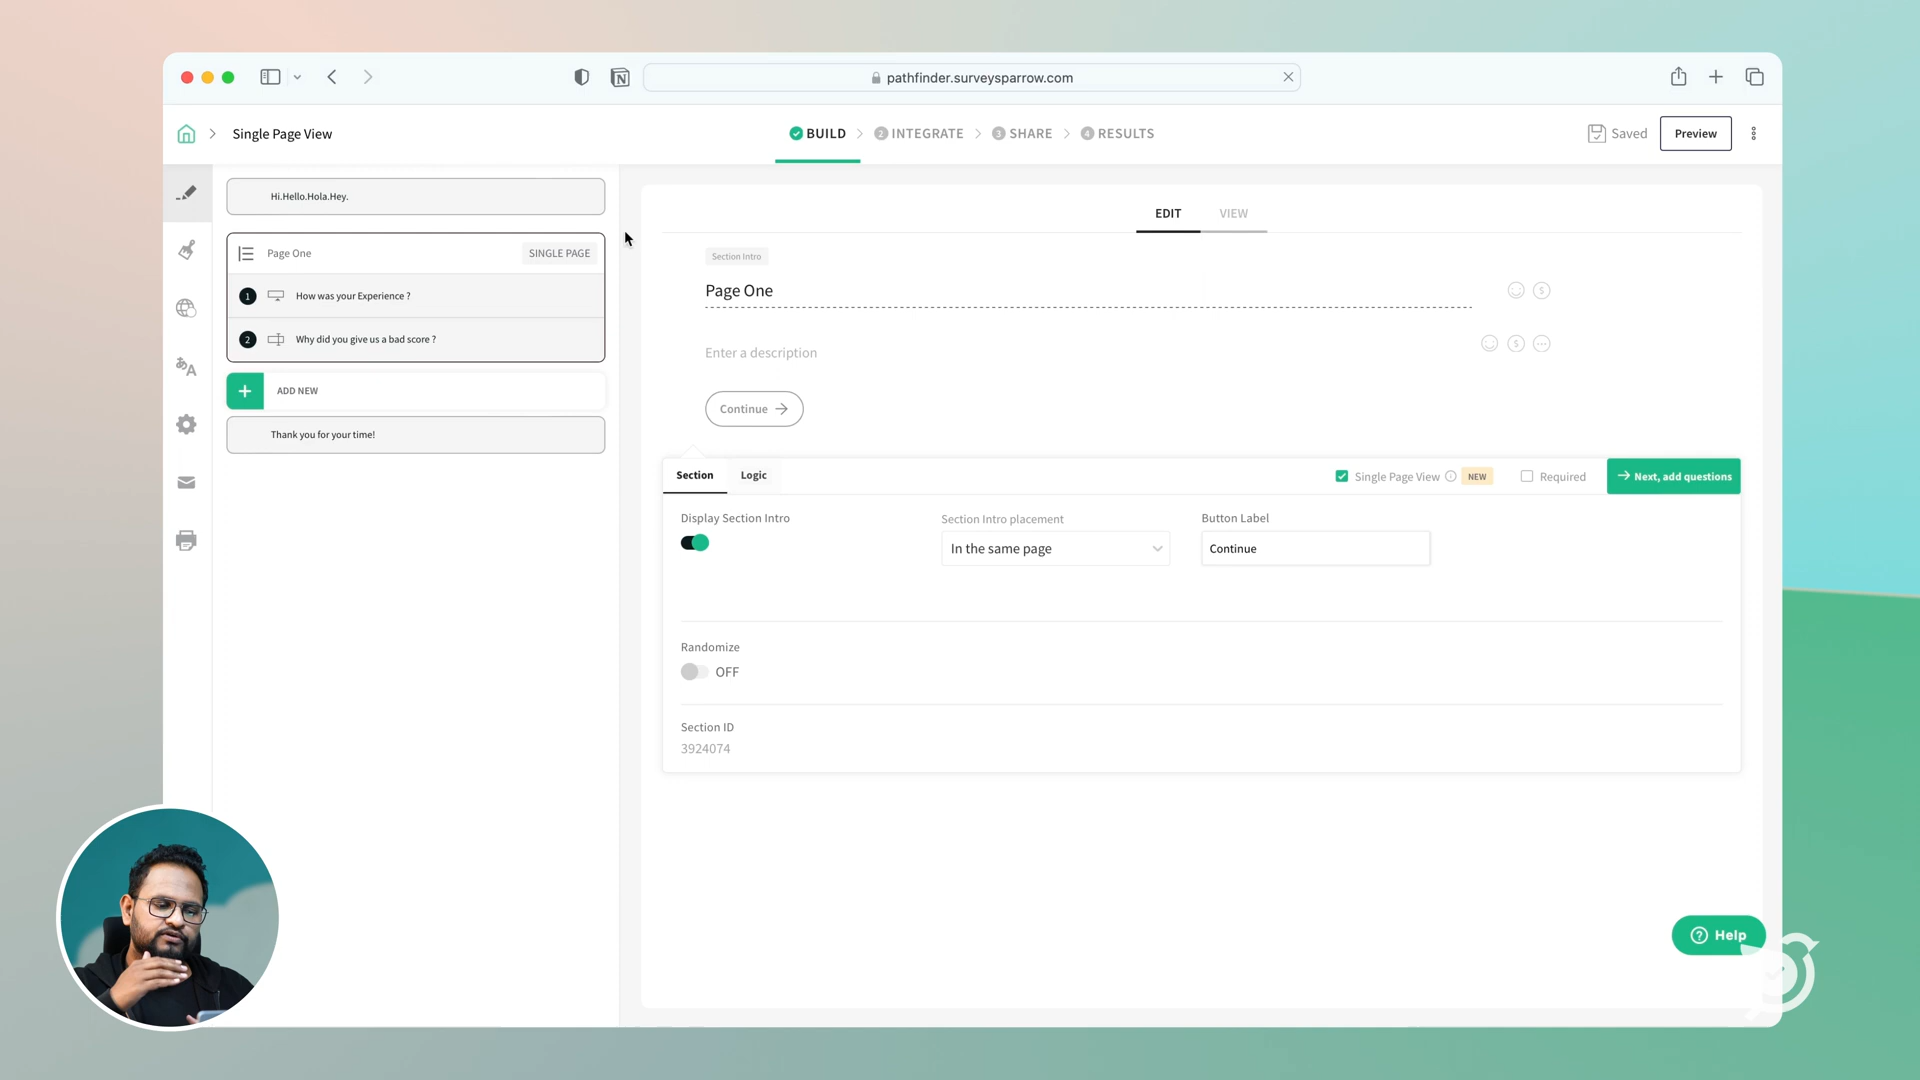 pathfinder.surveysparrow.com
Single Page View
BUILD
2 INTEGRATE
3 SHARE
4 RESULTS
Saved
Preview
Hi.Hello.Hola.Hey.
Page One
SINGLE PAGE
1 How was your Experience ?
2 Why did you give us a bad score ?
+ ADD NEW
Thank you for your time!
EDIT
VIEW
Section Intro
Page One
Enter a description
Continue
Section
Logic
Single Page View
NEW
Required
Next, add questions
Display Section Intro
Section Intro placement
In the same page
Button Label
Continue
Randomize
OFF
Section ID
3924074
Help